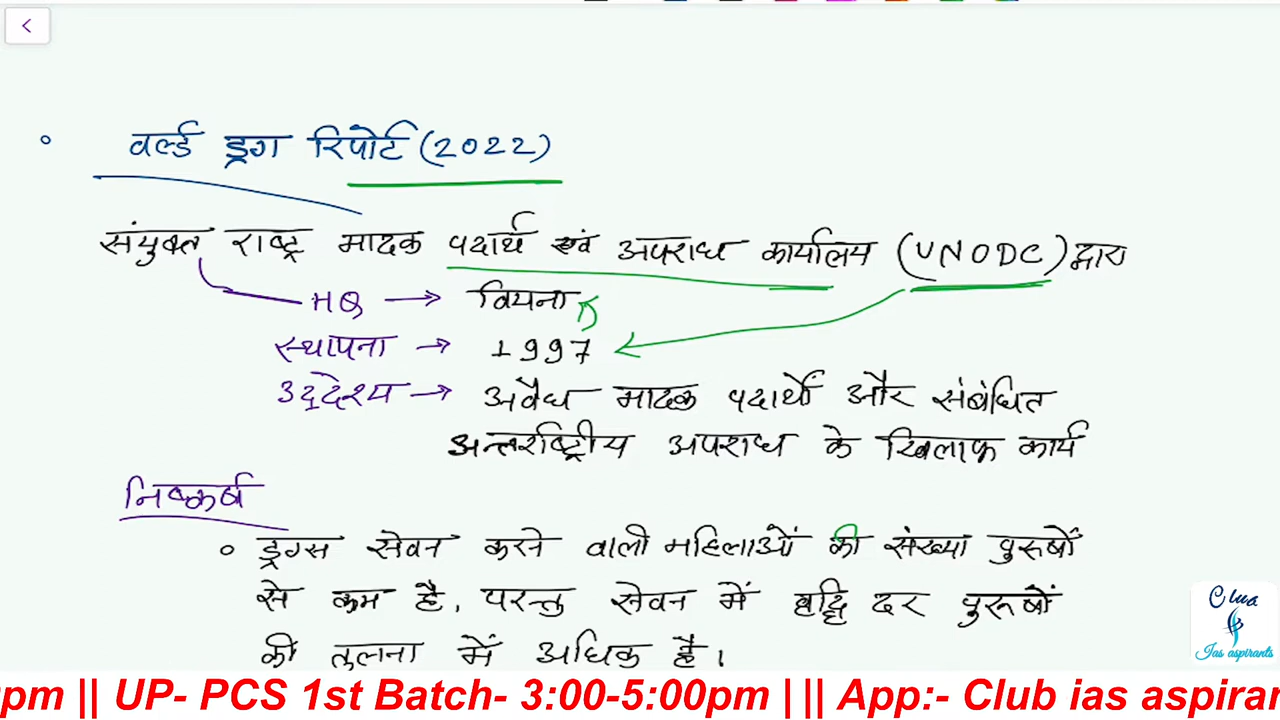 वर्ल्ड ड्रग रिपोर्ट (2022)
संयुक्त राष्ट्र मादक पदार्थ एवं अपराध कार्यालय (UNODC) द्वारा
HQ → वियना
स्थापना → 1997
उद्देश्य → अवैध मादक पदार्थों और संबंधित
अन्तर्राष्ट्रीय अपराध के खिलाफ कार्य
निष्कर्ष
ड्रग्स सेवन करने वाली महिलाओं की संख्या पुरूषों
से कम है, परन्तु सेवन में वृद्धि दर पुरूषों
की तुलना में अधिक है।
Club
Ias aspirants
pm || UP- PCS 1st Batch- 3:00-5:00pm | || App:- Club ias aspiran